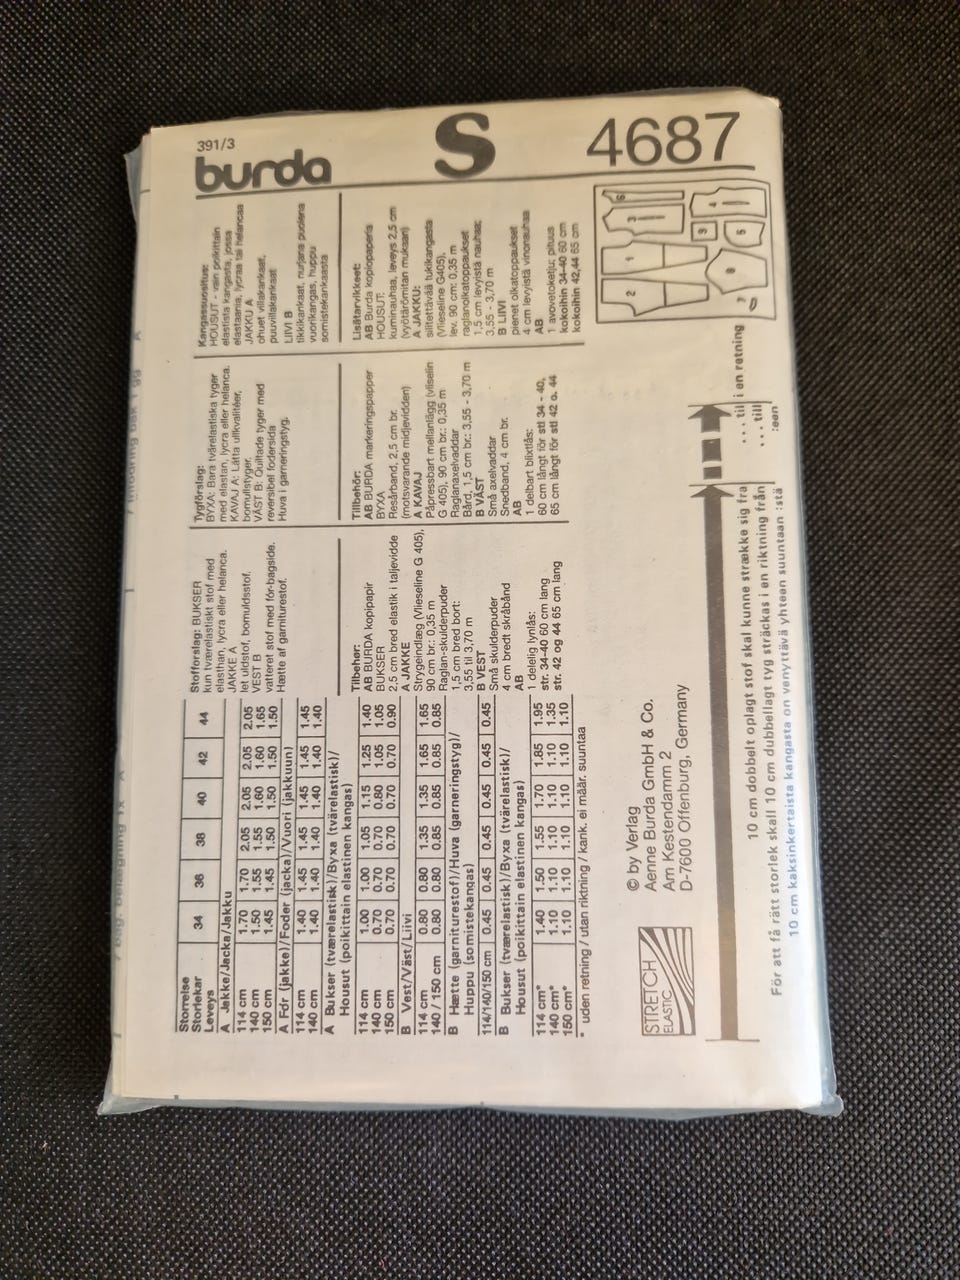 391/3
burda
S
4687
Storrelse 34 36 38 40 42 44
Storlekar
Leveys
A Jakke/Jacka/Jakku
114 cm 1.70 1.70 2.05 2.05 2.05 2.05
140 cm 1.50 1.55 1.55 1.60 1.60 1.65
150 cm 1.45 1.45 1.50 1.50 1.50 1.50
A Fór (jakke)/Foder (jacka)/Vuori (jakkuun)
114 cm 1.40 1.45 1.45 1.45 1.45 1.45
140 cm 1.40 1.40 1.40 1.40 1.40 1.40
A Bukser (tværelastisk)/Byxa (tvärelastisk)/
Housut (poikittain elastinen kangas)
114 cm 1.00 1.00 1.05 1.15 1.25 1.40
140 cm 0.70 0.70 0.70 0.80 1.05 1.05
150 cm 0.70 0.70 0.70 0.70 0.70 0.90
B Vest/Väst/Liivi
114 cm 0.80 0.80 1.35 1.35 1.65 1.65
140 / 150 cm 0.80 0.80 0.85 0.85 0.85 0.85
B Hætte (garniturestof)/Huva (garneringstyg)/
Huppu (somistekangas)
114/140/150 cm 0.45 0.45 0.45 0.45 0.45 0.45
B Bukser (tværelastisk)/Byxa (tvärelastisk)/
Housut (poikittain elastinen kangas)
114 cm* 1.40 1.50 1.55 1.70 1.85 1.95
140 cm* 1.10 1.10 1.10 1.10 1.10 1.35
150 cm* 1.10 1.10 1.10 1.10 1.10 1.10
* uden retning / utan riktning / kank. ei määr. suuntaa
Stofforslag: BUKSER
kun tværelastiskt stof med
elasthan, lycra eller helanca.
JAKKE A
let uldstof, bomuldsstof.
VEST B
vatteret stof med for-bagside.
Hætte af garniturestof.
Tilbehør:
AB BURDA kopipapir
BUKSER
2,5 cm bred elastik i taljevidde
A JAKKE
Strygeindlæg (Vlieseline G 405),
90 cm br.: 0,35 m
Raglan-skulderpuder
1,5 cm bred bort:
3,55 til 3,70 m
B VEST
Små skulderpuder
4 cm bredt skråbånd
AB
1 delelig lynlås:
str. 34-40 60 cm lang
str. 42 og 44 65 cm lang
Tygförslag:
BYXA: Bara tvärelastiska tyger
med elastan, lycra eller helanca.
KAVAJ A: Lätta ullkvalitéer,
bomullstyger.
VÄST B: Quiltade tyger med
reversibel fodersida
Huva i garneringstyg.
Tillbehör:
AB BURDA markeringspapper
BYXA
Resårband, 2,5 cm br.
(motsvarande midjevidden)
A KAVAJ
Påpressbart mellanlägg (vliselin
G 405), 90 cm br.: 0,35 m
Raglanaxelvaddar
Bård, 1,5 cm br.: 3,55 - 3,70 m
B VÄST
Små axelvaddar
Snedband, 4 cm br.
AB
1 delbart blixtlås:
60 cm långt för stl 34 - 40,
65 cm långt för stl 42 o. 44
Kangassuositus:
HOUSUT - vain poikittain
elastista kangasta, jossa
elastaania, lycraa tai helancaa
JAKKU A
ohuet villakankaat,
puuvillakankaat
LIIVI B
tikkikankaat, nurjana puolena
vuorikangas, huppu
somistekankaasta
Lisätarvikkeet:
AB Burda kopiopaperia
HOUSUT:
kuminauhaa, leveys 2,5 cm
(vyötärömitan mukaan)
A JAKKU:
silitettävää tukikangasta
(Vlieseline G405),
lev. 90 cm: 0,35 m
raglanolkatoppaukset
1,5 cm levyistä nauhaa:
3,55 - 3,70 m
B LIIVI
pienet olkatoppaukset
4 cm levyistä vinonauhaa
AB
1 avovetoketju; pituus
kokoihin 34-40 60 cm
kokoihin 42,44 65 cm
1
2
3
4
5
6
7
8
9
STRETCH
ELASTIC
© by Verlag
Aenne Burda GmbH & Co.
Am Kestendamm 2
D-7600 Offenburg, Germany
10 cm dobbelt oplagt stof skal kunne strække sig fra ... til i en retning
För att få rätt storlek skall 10 cm dubbellagt tyg sträckas i en riktning från ... till
10 cm kaksinkertaista kangasta on venyttävä yhteen suuntaan :stä :een